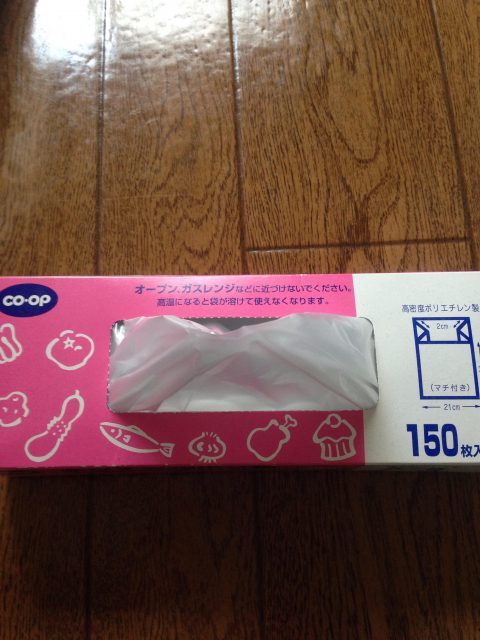 CO·OP
オーブン、ガスレンジなどに近づけないでください。
高温になると袋が溶けて使えなくなります。
高密度ポリエチレン製
2cm
(マチ付き)
21cm
150枚入